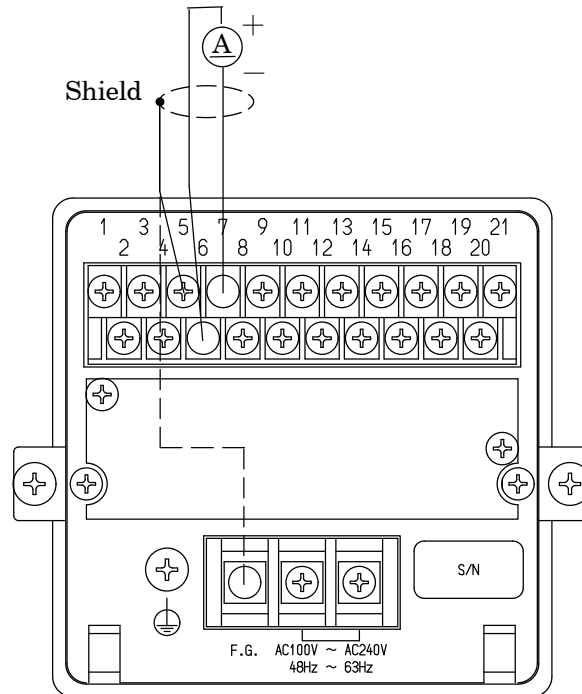 +
A
−
Shield
1 3 5 7 9 11 13 15 17 19 21
2 4 6 8 10 12 14 16 18 20
S/N
F.G. AC100V ～ AC240V
48Hz ～ 63Hz